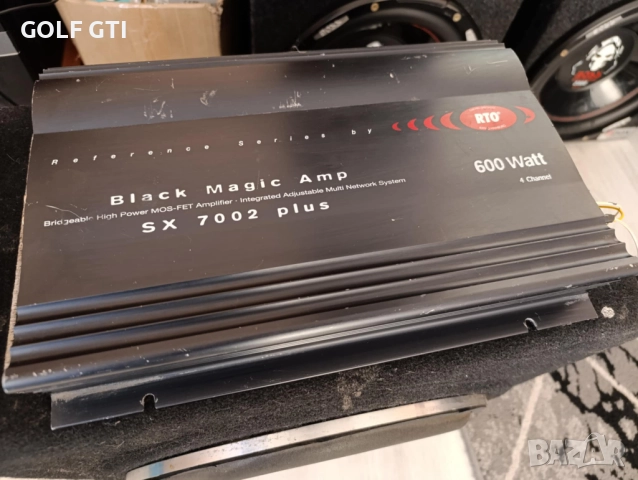 GOLF GTI
Reference Series by RTO®
600 Watt
4 Channel
Black Magic Amp
Bridgeable High Power MOS-FET Amplifier · Integrated Adjustable Multi Network System
SX 7002 plus
BAZAR